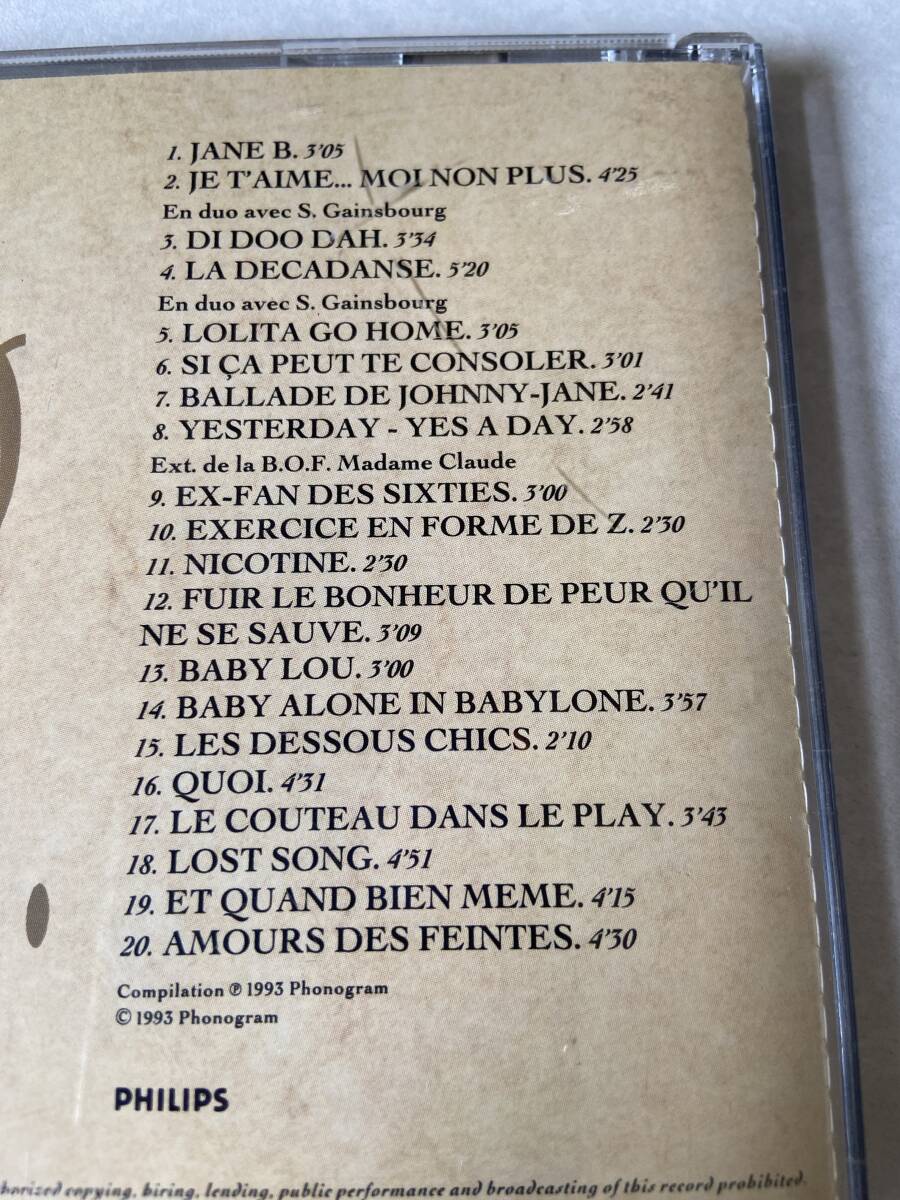 1. JANE B. 3'05
2. JE T'AIME... MOI NON PLUS. 4'25
En duo avec S. Gainsbourg
3. DI DOO DAH. 3'34
4. LA DECADANSE. 5'20
En duo avec S. Gainsbourg
5. LOLITA GO HOME. 3'05
6. SI ÇA PEUT TE CONSOLER. 3'01
7. BALLADE DE JOHNNY-JANE. 2'41
8. YESTERDAY - YES A DAY. 2'58
Ext. de la B.O.F. Madame Claude
9. EX-FAN DES SIXTIES. 3'00
10. EXERCICE EN FORME DE Z. 2'30
11. NICOTINE. 2'30
12. FUIR LE BONHEUR DE PEUR QU'IL
NE SE SAUVE. 3'09
13. BABY LOU. 3'00
14. BABY ALONE IN BABYLONE. 3'57
15. LES DESSOUS CHICS. 2'10
16. QUOI. 4'31
17. LE COUTEAU DANS LE PLAY. 3'43
18. LOST SONG. 4'51
19. ET QUAND BIEN MEME. 4'15
20. AMOURS DES FEINTES. 4'30
Compilation ℗ 1993 Phonogram
© 1993 Phonogram
PHILIPS
copying, hiring, lending, public performance and broadcasting of this record prohibited.